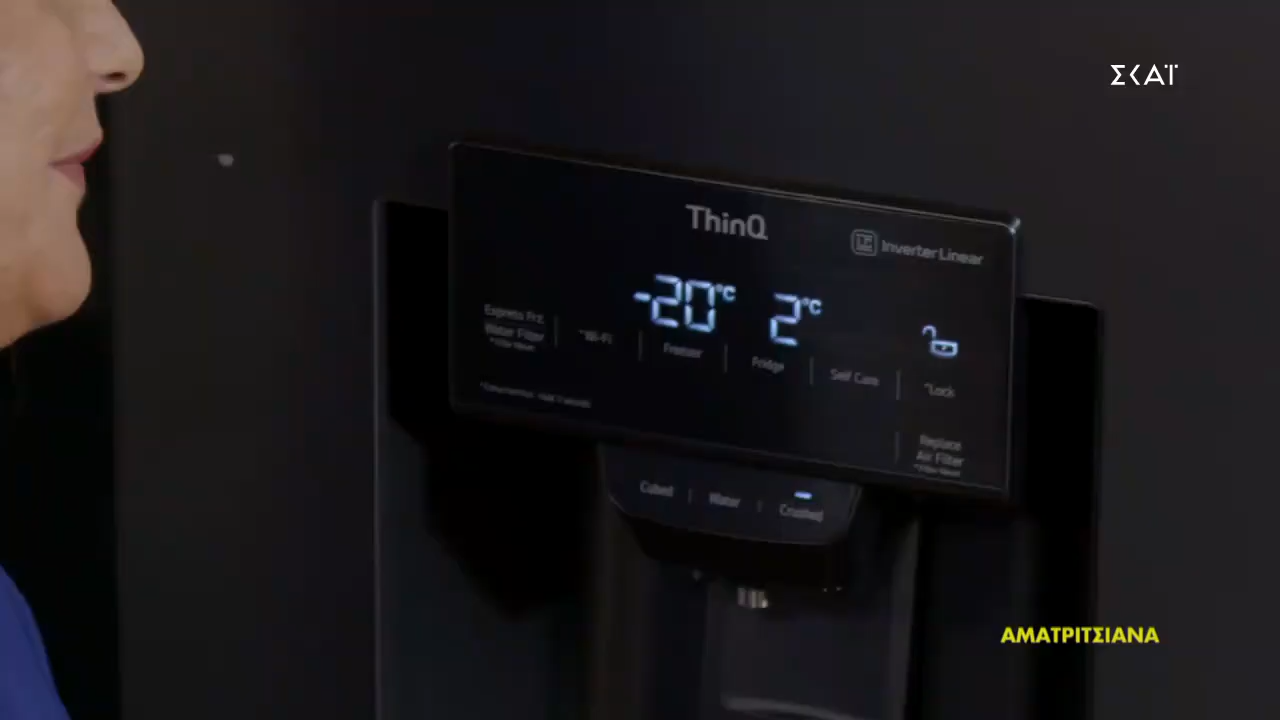 ΣΚΑΪ
ThinQ
Inverter Linear
-20°C 2°C
Express Frz.
Water Filter
*Wi-Fi
Freezer
Fridge
Self Care
*Lock
Replace
Air Filter
Cubed
Water
Crushed
ΑΜΑΤΡΙΤΣΙΑΝΑ